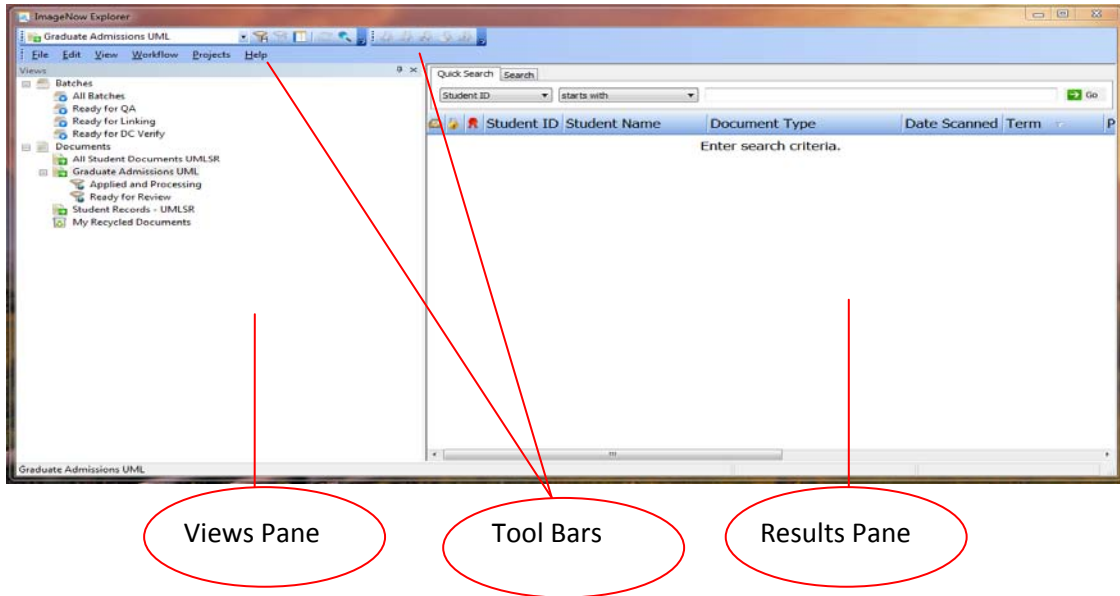 ImageNow Explorer
Graduate Admissions UML
File Edit View Workflow Projects Help
Views
Batches
All Batches
Ready for QA
Ready for Linking
Ready for DC Verify
Documents
All Student Documents UMLSR
Graduate Admissions UML
Applied and Processing
Ready for Review
Student Records - UMLSR
My Recycled Documents
Quick Search Search
Student ID starts with Go
Student ID Student Name Document Type Date Scanned Term P
Enter search criteria.
Graduate Admissions UML
Views Pane Tool Bars Results Pane